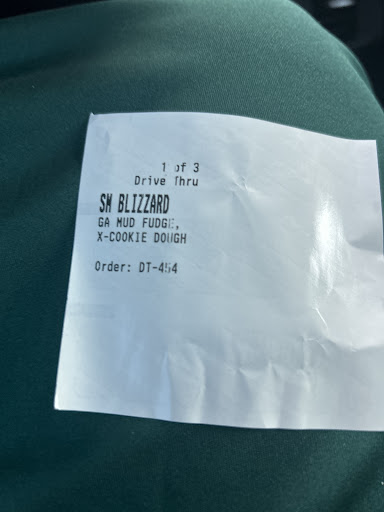 1 of 3
Drive Thru
SM BLIZZARD
GA MUD FUDGE,
X-COOKIE DOUGH
Order: DT-454